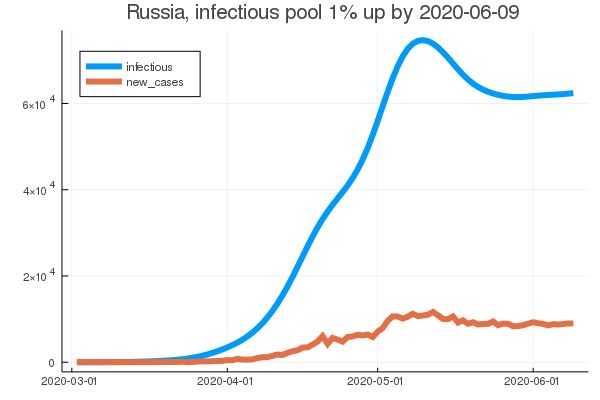 Russia, infectious pool 1% up by 2020-06-09
infectious
new_cases
6×10 4
4×10 4
2×10 4
0
2020-03-01
2020-04-01
2020-05-01
2020-06-01